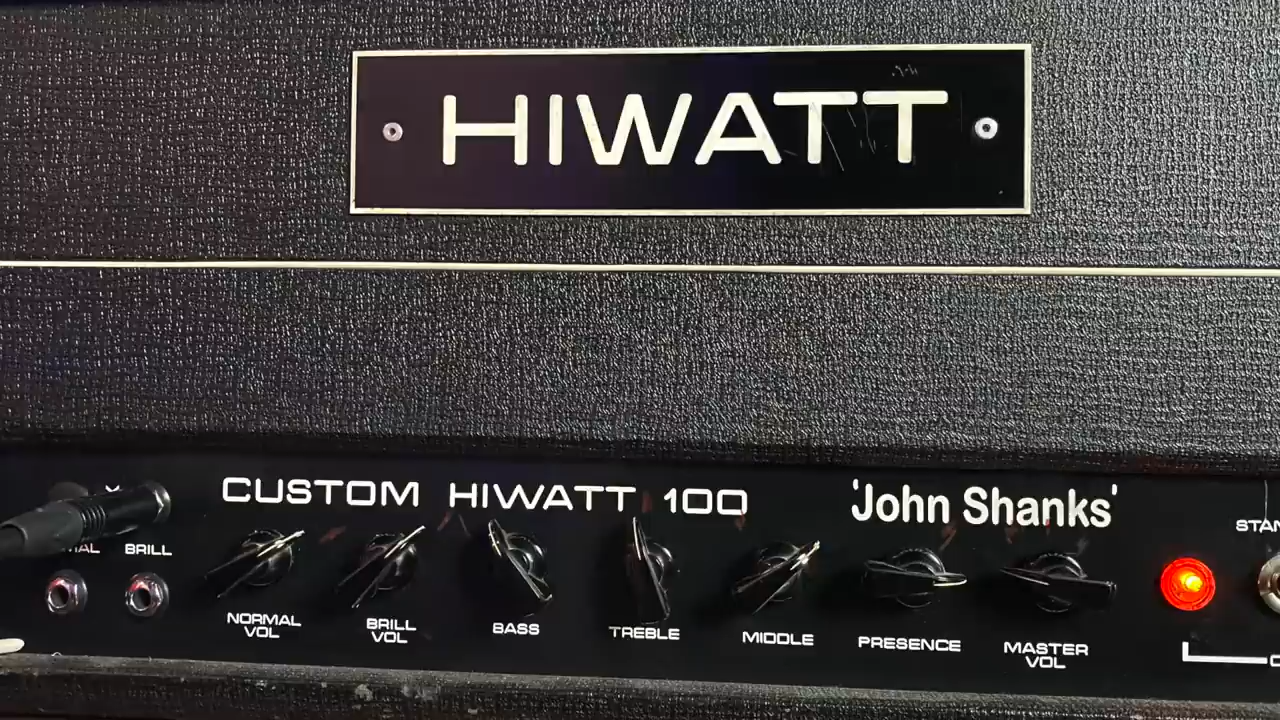 HIWATT
CUSTOM HIWATT 100 'John Shanks'
BRILL
NORMAL
VOL
BRILL
VOL
BASS
TREBLE
MIDDLE
PRESENCE
MASTER
VOL